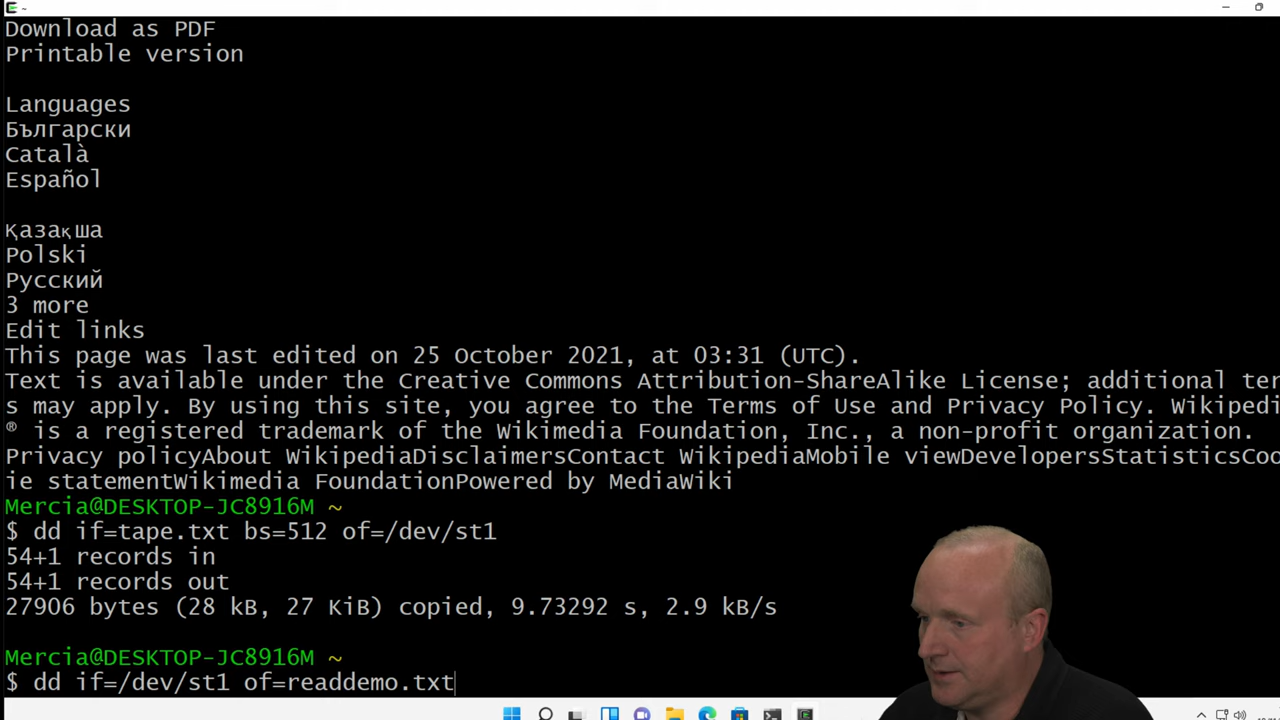 ~
Download as PDF
Printable version
Languages
Български
Català
Español
Қазақша
Polski
Русский
3 more
Edit links
This page was last edited on 25 October 2021, at 03:31 (UTC).
Text is available under the Creative Commons Attribution-ShareAlike License; additional ter
s may apply. By using this site, you agree to the Terms of Use and Privacy Policy. Wikipedi
® is a registered trademark of the Wikimedia Foundation, Inc., a non-profit organization.
Privacy policyAbout WikipediaDisclaimersContact WikipediaMobile viewDevelopersStatisticsCoo
ie statementWikimedia FoundationPowered by MediaWiki
Mercia@DESKTOP-JC8916M ~
$ dd if=tape.txt bs=512 of=/dev/st1
54+1 records in
54+1 records out
27906 bytes (28 kB, 27 KiB) copied, 9.73292 s, 2.9 kB/s
Mercia@DESKTOP-JC8916M ~
$ dd if=/dev/st1 of=readdemo.txt